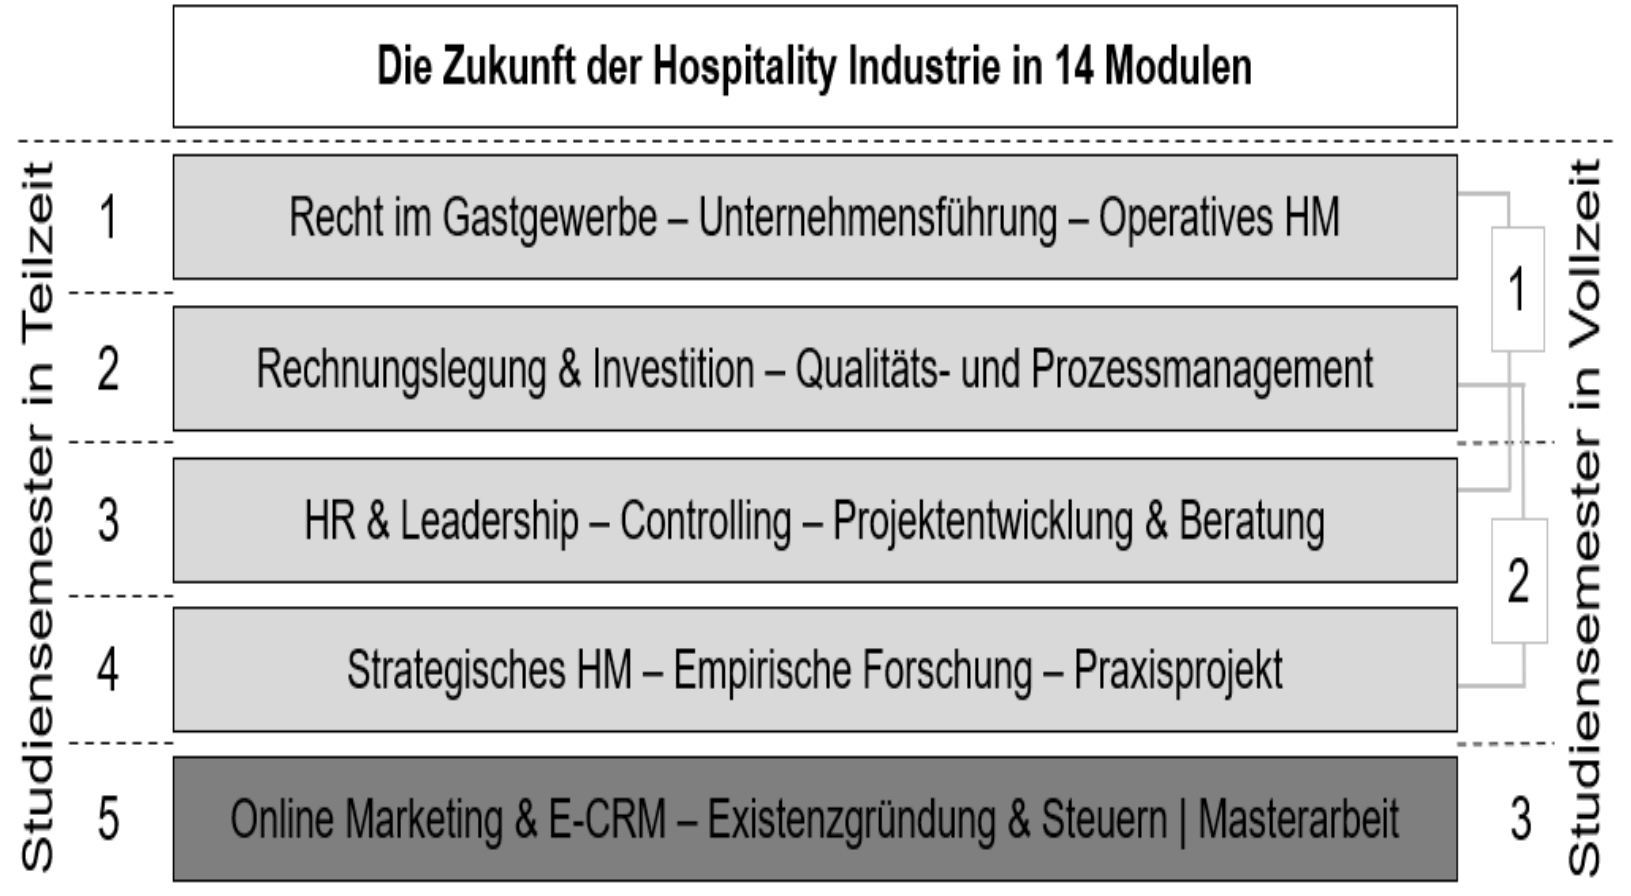 Die Zukunft der Hospitality Industrie in 14 Modulen
Studiensemester in Teilzeit
1
Recht im Gastgewerbe – Unternehmensführung – Operatives HM
2
Rechnungslegung & Investition – Qualitäts- und Prozessmanagement
3
HR & Leadership – Controlling – Projektentwicklung & Beratung
4
Strategisches HM – Empirische Forschung – Praxisprojekt
5
Online Marketing & E-CRM – Existenzgründung & Steuern | Masterarbeit
1
2
3
Studiensemester in Vollzeit